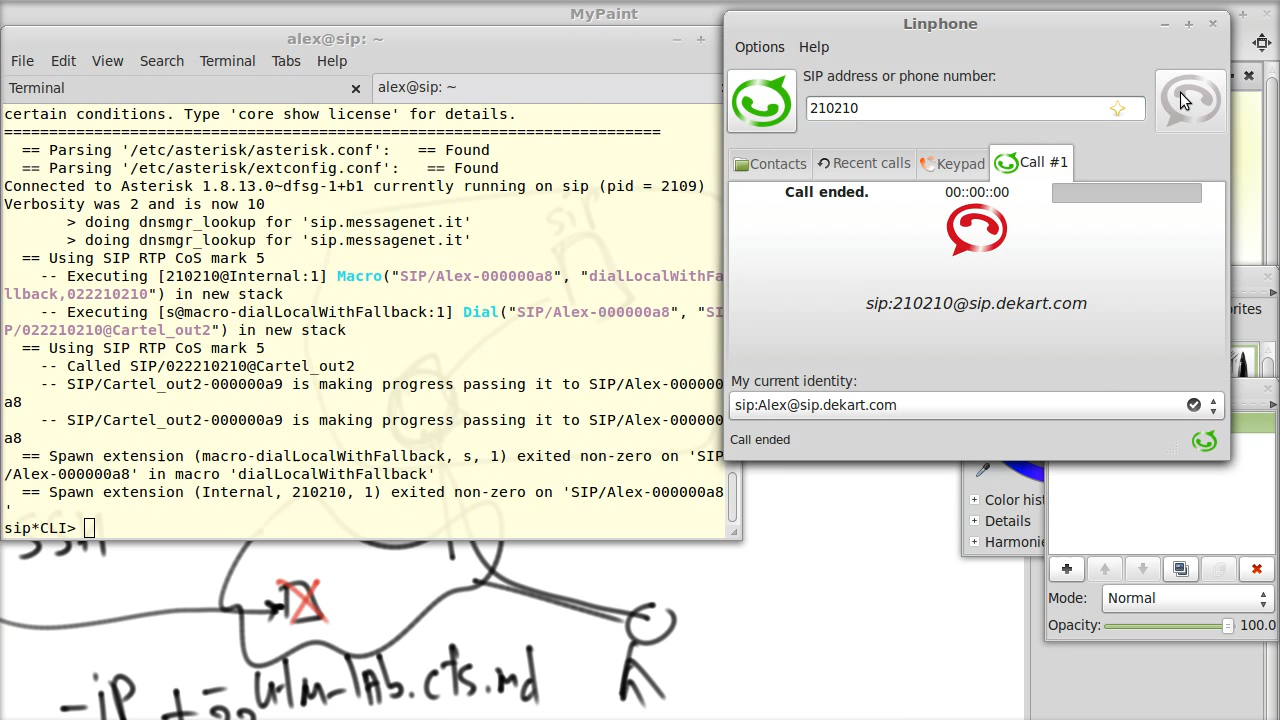 MyPaint
alex@sip: ~
File Edit View Search Terminal Tabs Help
Terminal
alex@sip: ~
certain conditions. Type 'core show license' for details.
=========================================================================
== Parsing '/etc/asterisk/asterisk.conf': == Found
== Parsing '/etc/asterisk/extconfig.conf': == Found
Connected to Asterisk 1.8.13.0~dfsg-1+b1 currently running on sip (pid = 2109)
Verbosity was 2 and is now 10
> doing dnsmgr_lookup for 'sip.messagenet.it'
> doing dnsmgr_lookup for 'sip.messagenet.it'
== Using SIP RTP CoS mark 5
-- Executing [210210@Internal:1] Macro("SIP/Alex-000000a8", "dialLocalWithFa
llback,022210210") in new stack
-- Executing [s@macro-dialLocalWithFallback:1] Dial("SIP/Alex-000000a8", "SI
P/022210210@Cartel_out2") in new stack
== Using SIP RTP CoS mark 5
-- Called SIP/022210210@Cartel_out2
-- SIP/Cartel_out2-000000a9 is making progress passing it to SIP/Alex-000000
a8
-- SIP/Cartel_out2-000000a9 is making progress passing it to SIP/Alex-000000
a8
== Spawn extension (macro-dialLocalWithFallback, s, 1) exited non-zero on 'SIP
/Alex-000000a8' in macro 'dialLocalWithFallback'
== Spawn extension (Internal, 210210, 1) exited non-zero on 'SIP/Alex-000000a8
'
sip*CLI>
Linphone
Options Help
SIP address or phone number:
210210
Contacts Recent calls Keypad Call #1
Call ended. 00::00::00
sip:210210@sip.dekart.com
My current identity:
sip:Alex@sip.dekart.com
Call ended
orites
Color his
Details
Harmonie
Mode: Normal
Opacity: 100.0
sip
SSH